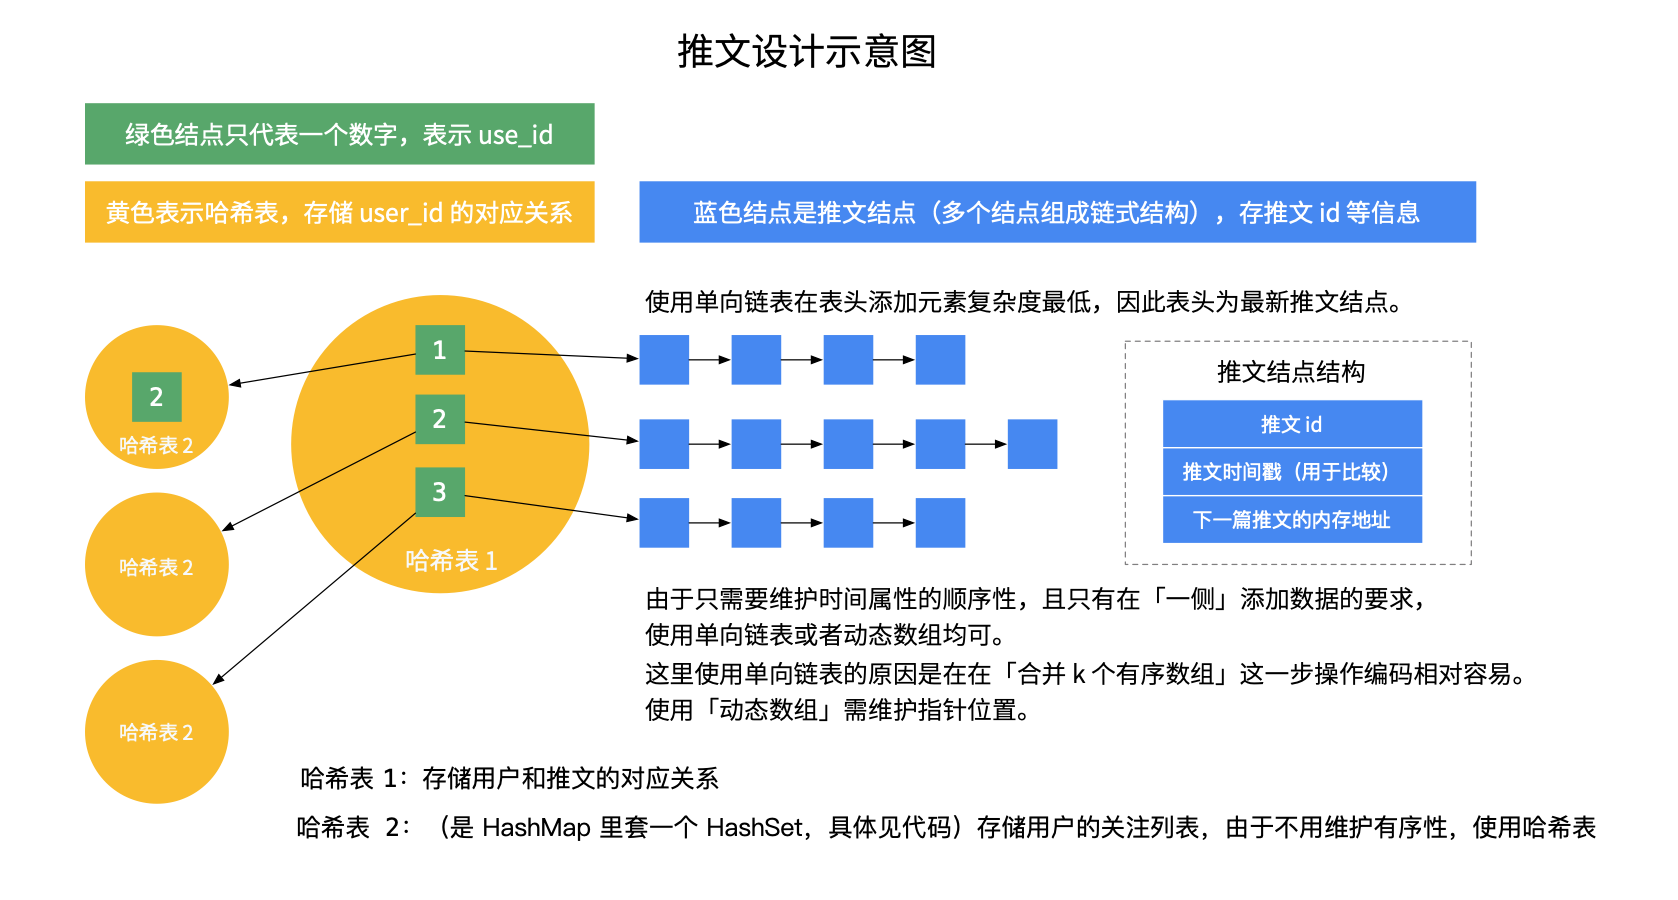 推文设计示意图
绿色结点只代表一个数字，表示 use_id
黄色表示哈希表，存储 user_id 的对应关系
蓝色结点是推文结点（多个结点组成链式结构），存推文 id 等信息
使用单向链表在表头添加元素复杂度最低，因此表头为最新推文结点。
1
2
3
哈希表 1
2
哈希表 2
哈希表 2
哈希表 2
推文结点结构
推文 id
推文时间戳（用于比较）
下一篇推文的内存地址
由于只需要维护时间属性的顺序性，且只有在「一侧」添加数据的要求，
使用单向链表或者动态数组均可。
这里使用单向链表的原因是在在「合并 k 个有序数组」这一步操作编码相对容易。
使用「动态数组」需维护指针位置。
哈希表 1：存储用户和推文的对应关系
哈希表 2：（是 HashMap 里套一个 HashSet，具体见代码）存储用户的关注列表，由于不用维护有序性，使用哈希表